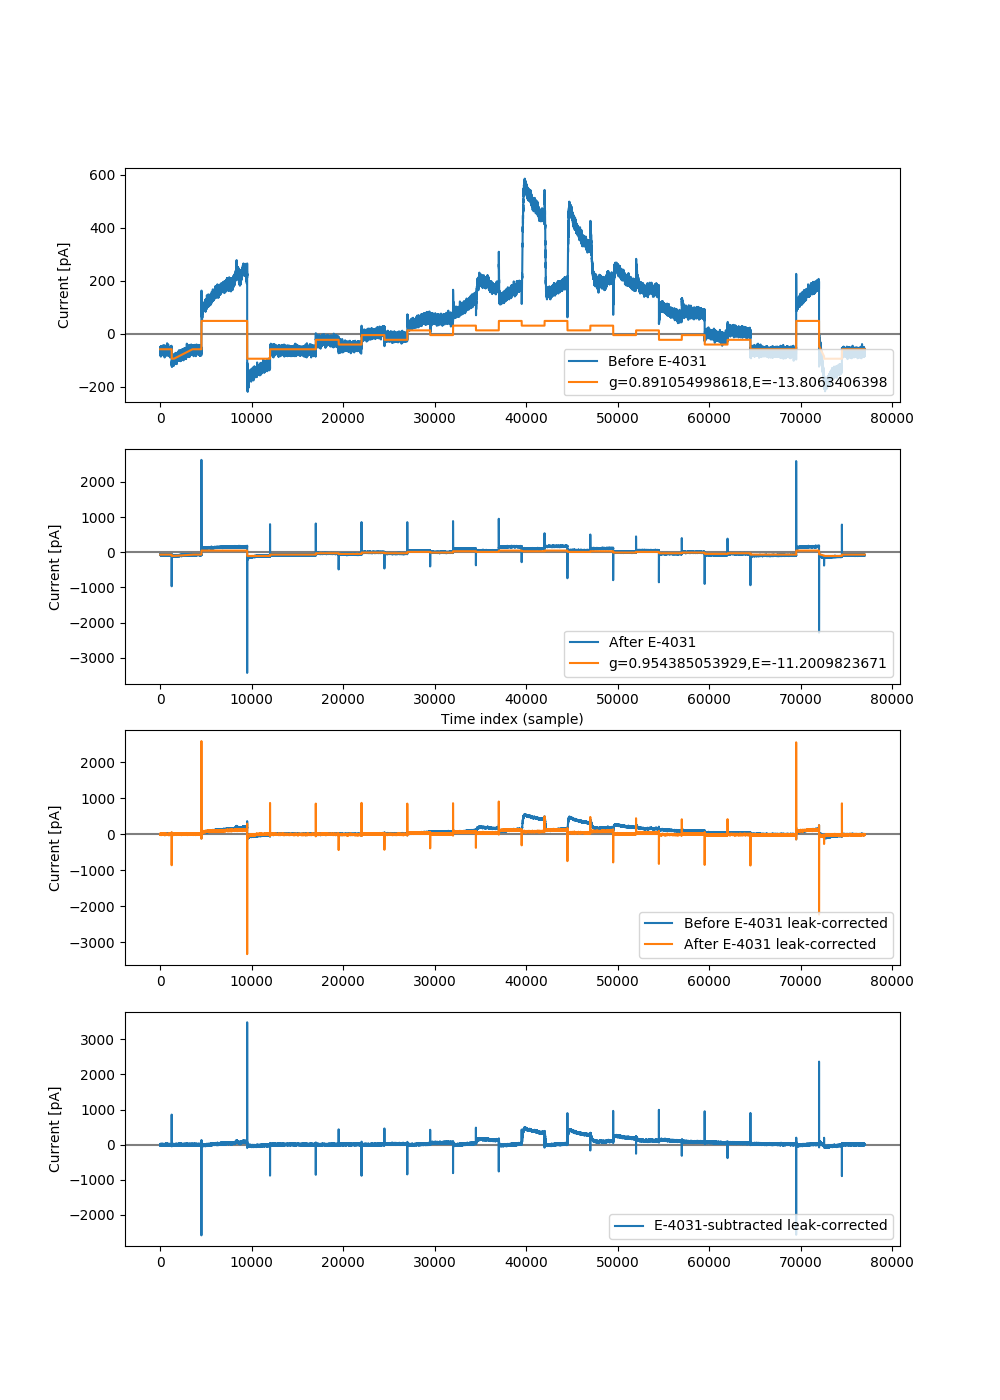 600
400
200
0
−200
Current [pA]
Before E-4031
g=0.891054998618,E=-13.8063406398
0 10000 20000 30000 40000 50000 60000 70000 80000
2000
1000
0
−1000
−2000
−3000
Current [pA]
After E-4031
g=0.954385053929,E=-11.2009823671
0 10000 20000 30000 40000 50000 60000 70000 80000
Time index (sample)
2000
1000
0
−1000
−2000
−3000
Current [pA]
Before E-4031 leak-corrected
After E-4031 leak-corrected
0 10000 20000 30000 40000 50000 60000 70000 80000
3000
2000
1000
0
−1000
−2000
Current [pA]
E-4031-subtracted leak-corrected
0 10000 20000 30000 40000 50000 60000 70000 80000